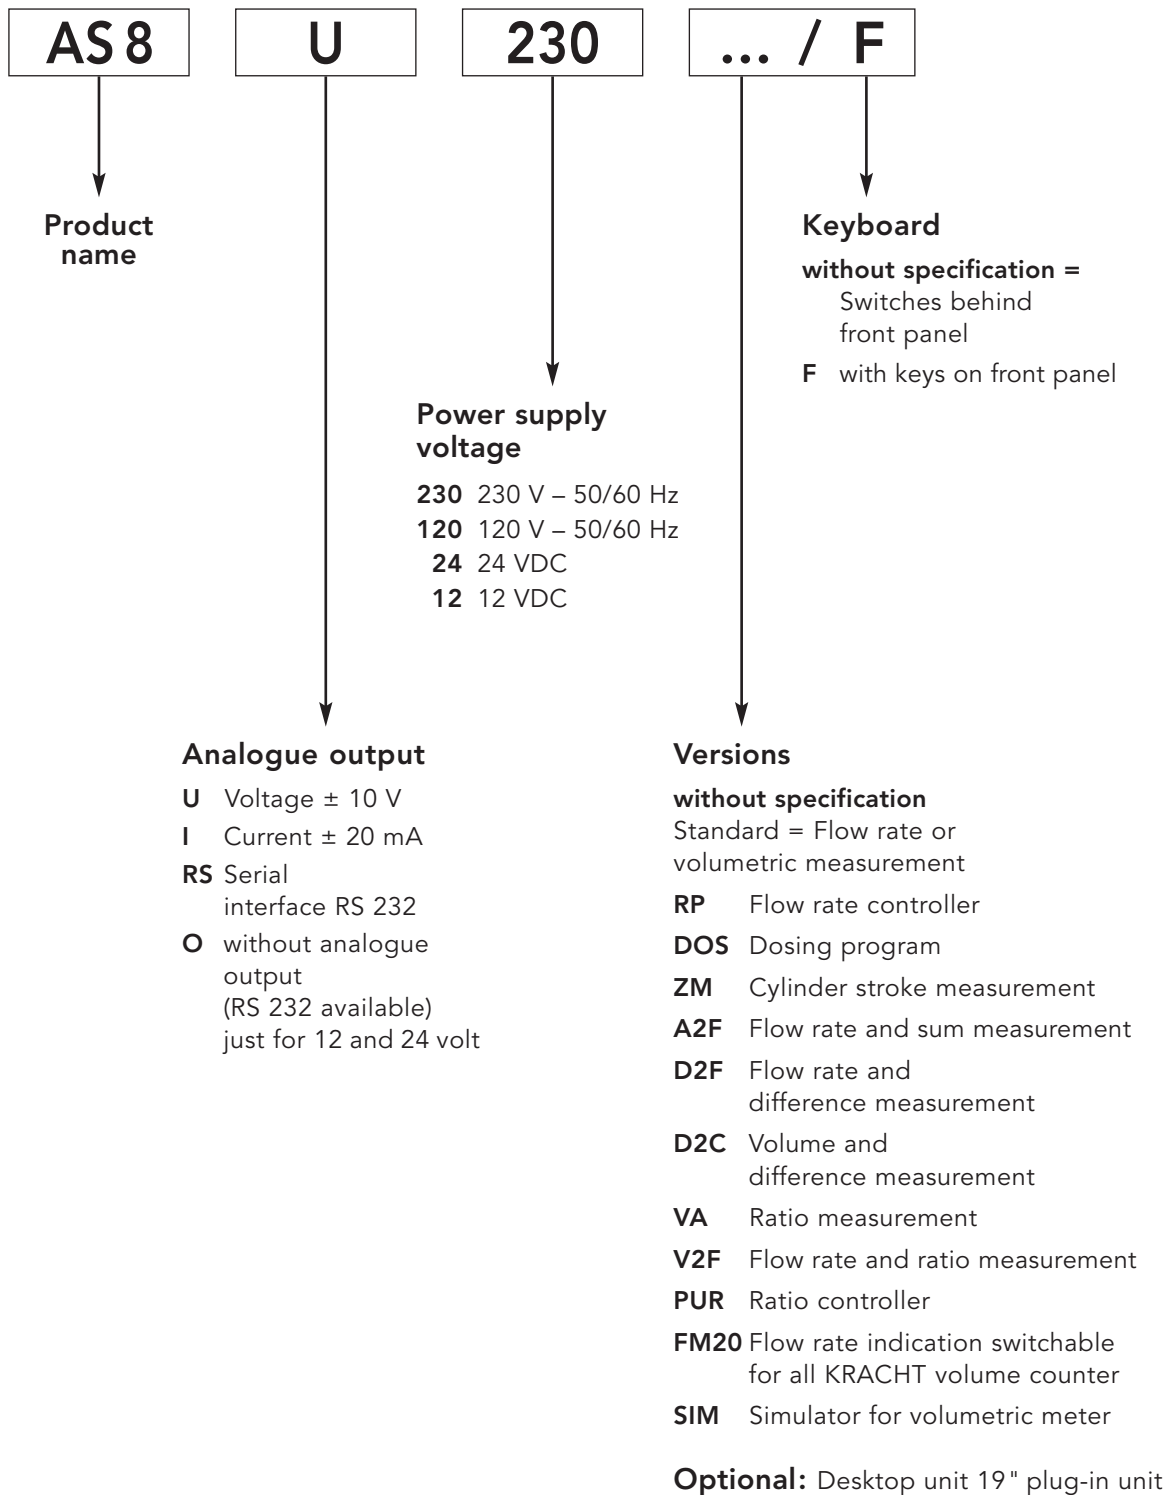 AS 8 U 230 ... / F
Product
name
Keyboard
without specification =
Switches behind
front panel
F with keys on front panel
Power supply
voltage
230 230 V – 50/60 Hz
120 120 V – 50/60 Hz
24 24 VDC
12 12 VDC
Analogue output
U Voltage ± 10 V
I Current ± 20 mA
RS Serial
interface RS 232
O without analogue
output
(RS 232 available)
just for 12 and 24 volt
Versions
without specification
Standard = Flow rate or
volumetric measurement
RP Flow rate controller
DOS Dosing program
ZM Cylinder stroke measurement
A2F Flow rate and sum measurement
D2F Flow rate and
difference measurement
D2C Volume and
difference measurement
VA Ratio measurement
V2F Flow rate and ratio measurement
PUR Ratio controller
FM20 Flow rate indication switchable
for all KRACHT volume counter
SIM Simulator for volumetric meter
Optional: Desktop unit 19" plug-in unit